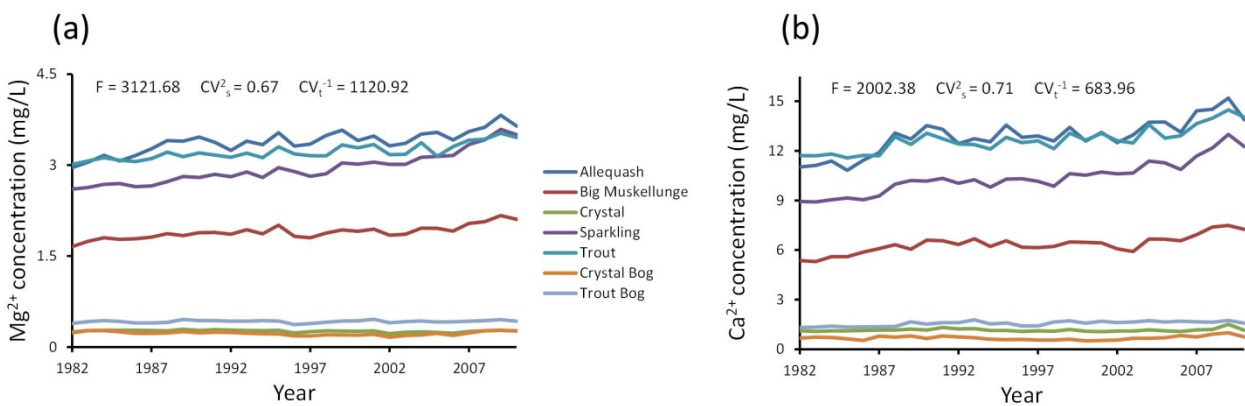 (a)
F = 3121.68 CV²ₛ = 0.67 CVₜ⁻¹ = 1120.92
Mg²⁺ concentration (mg/L)
4.5
3
1.5
0
1982 1987 1992 1997 2002 2007
Year
Allequash
Big Muskellunge
Crystal
Sparkling
Trout
Crystal Bog
Trout Bog
(b)
F = 2002.38 CV²ₛ = 0.71 CVₜ⁻¹ = 683.96
Ca²⁺ concentration (mg/L)
15
12
9
6
3
0
1982 1987 1992 1997 2002 2007
Year